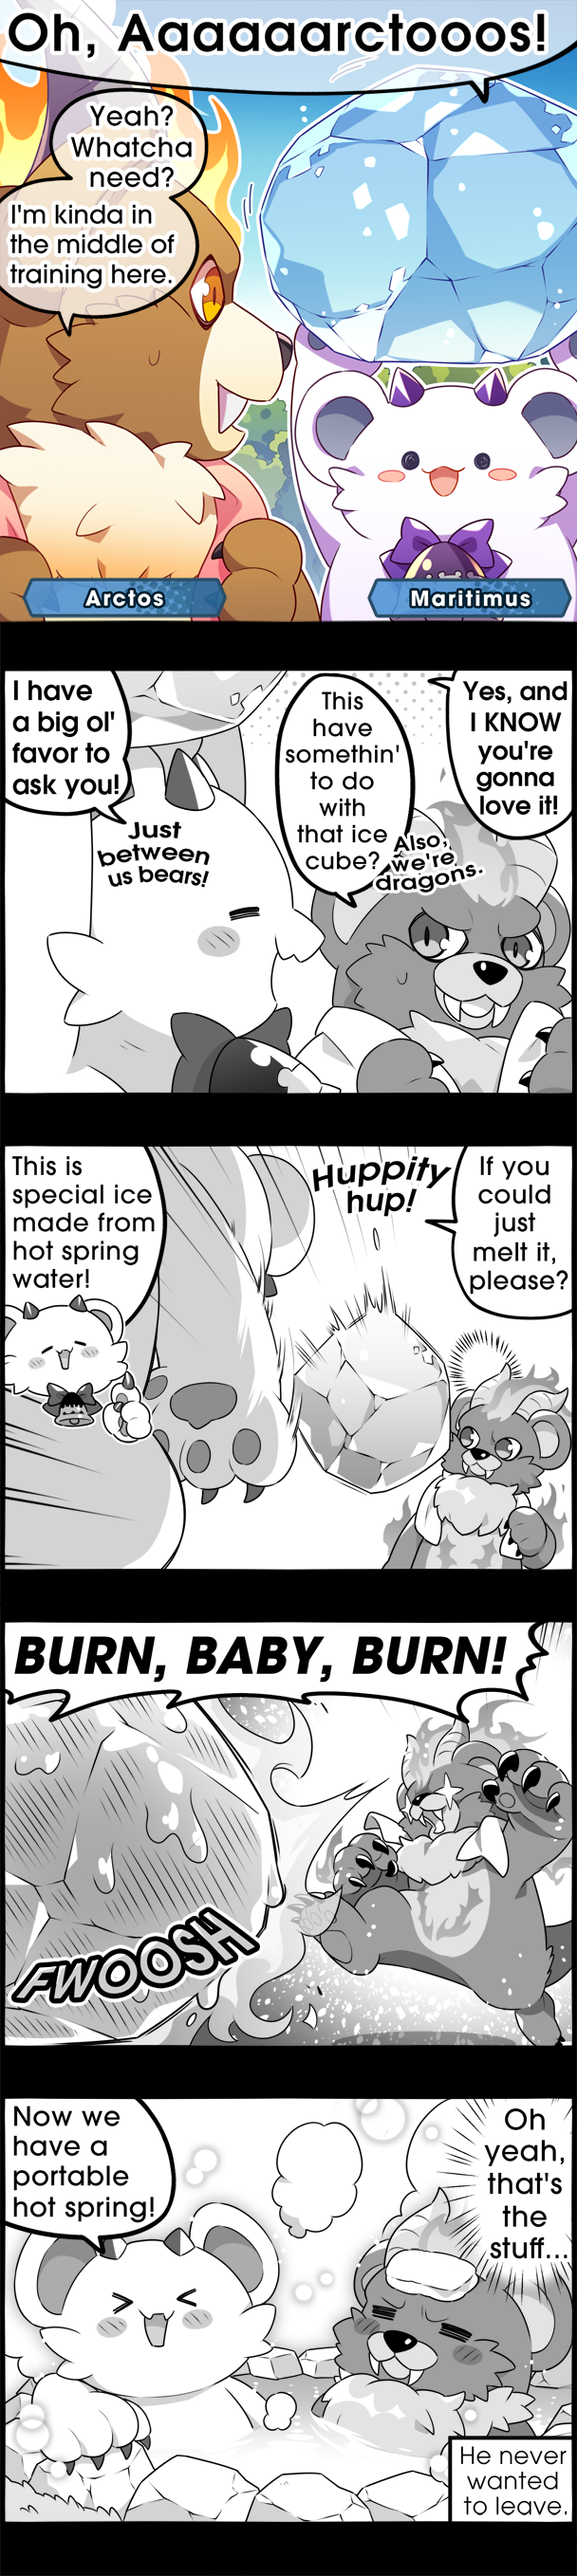 Oh, Aaaaaarctooos!
Yeah?
Whatcha
need?
I'm kinda in
the middle of
training here.
Arctos
Maritimus
I have
a big ol'
favor to
ask you!
Just
between
us bears!
This
have
somethin'
to do
with
that ice
cube?
Also,
we're
dragons.
Yes, and
I KNOW
you're
gonna
love it!
This is
special ice
made from
hot spring
water!
Huppity
hup!
If you
could
just
melt it,
please?
BURN, BABY, BURN!
FWOOSH
Now we
have a
portable
hot spring!
Oh
yeah,
that's
the
stuff...
He never
wanted
to leave.